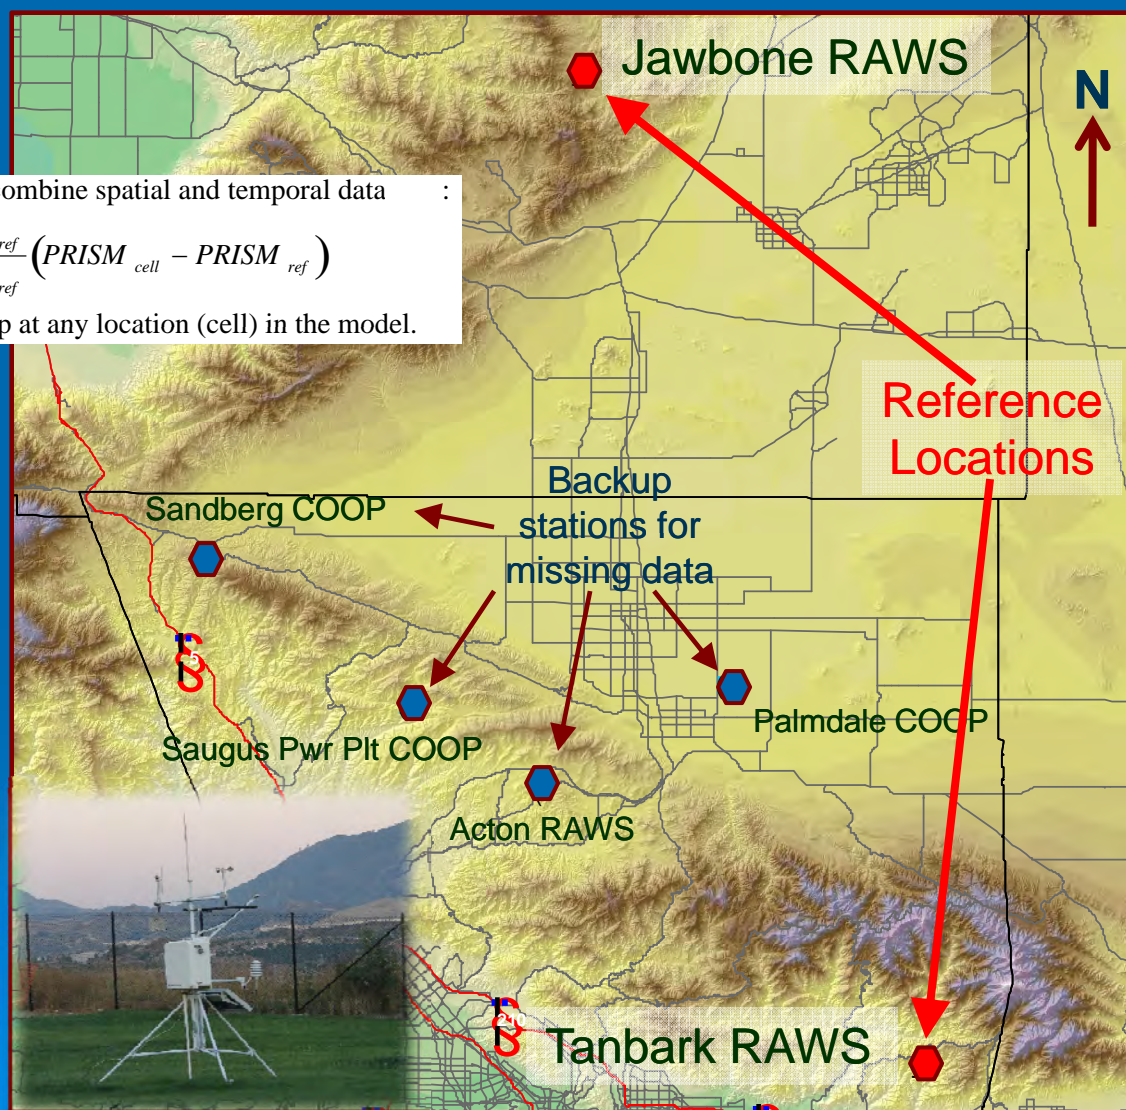 Jawbone RAWS
N
ombine spatial and temporal data :
ref
ref
(PRISM cell – PRISM ref)
p at any location (cell) in the model.
Reference
Locations
Backup
stations for
missing data
Sandberg COOP
5
Saugus Pwr Plt COOP
Palmdale COOP
Acton RAWS
210
Tanbark RAWS